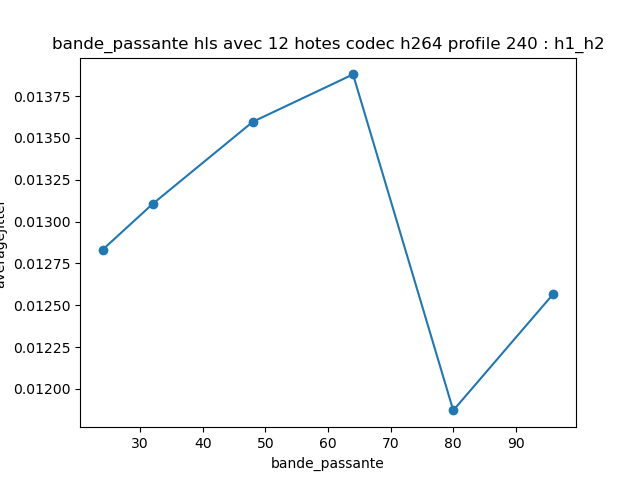 bande_passante hls avec 12 hotes codec h264 profile 240 : h1_h2
0.01375
0.01350
0.01325
0.01300
0.01275
0.01250
0.01225
0.01200
averagejitter
30 40 50 60 70 80 90
bande_passante